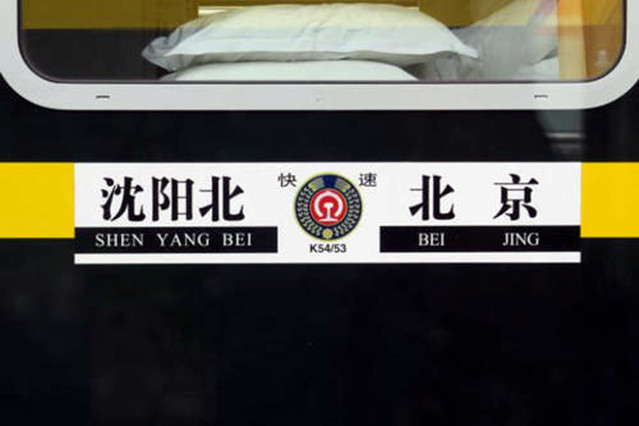 沈阳北 快 速 北 京
SHEN YANG BEI K54/53 BEI JING